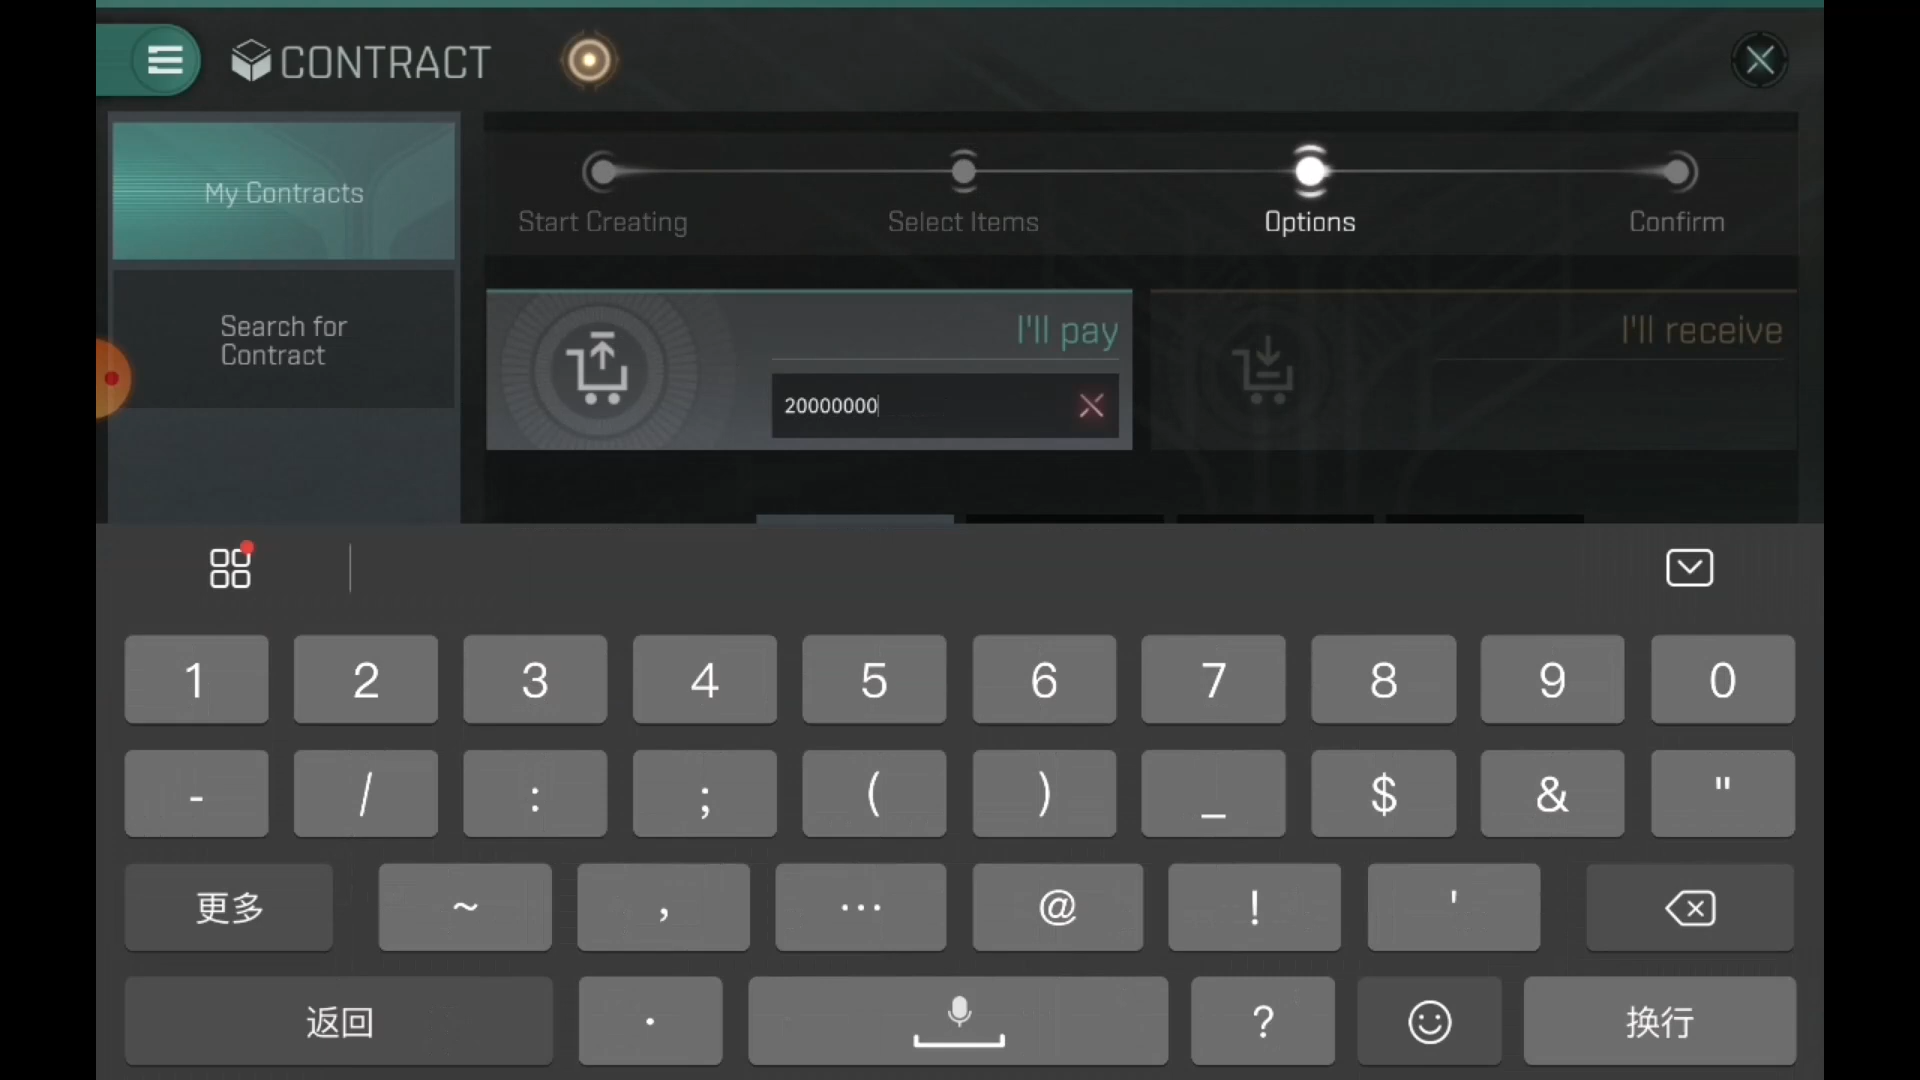 CONTRACT
My Contracts
Search for
Contract
Start Creating
Select Items
Options
Confirm
I'll pay
20000000
I'll receive
1 2 3 4 5 6 7 8 9 0
- / : ; ( ) _ $ & "
更多 ~ , … @ ! '
返回 · ? 换行